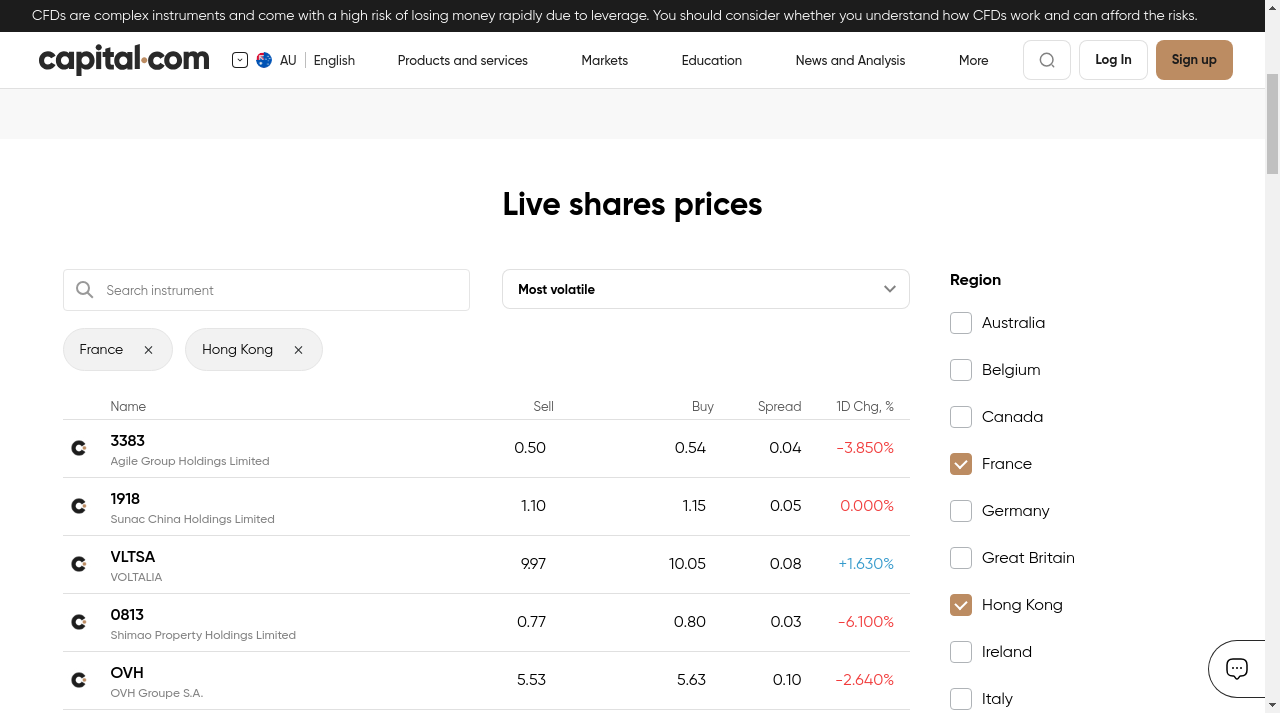 CFDs are complex instruments and come with a high risk of losing money rapidly due to leverage. You should consider whether you understand how CFDs work and can afford the risks.
capital.com AU English Products and services Markets Education News and Analysis More Log In Sign up
Live shares prices
Search instrument Most volatile
France × Hong Kong ×
Name Sell Buy Spread 1D Chg, %
3383 0.50 0.54 0.04 -3.850%
Agile Group Holdings Limited
1918 1.10 1.15 0.05 0.000%
Sunac China Holdings Limited
VLTSA 9.97 10.05 0.08 +1.630%
VOLTALIA
0813 0.77 0.80 0.03 -6.100%
Shimao Property Holdings Limited
OVH 5.53 5.63 0.10 -2.640%
OVH Groupe S.A.
Region
Australia
Belgium
Canada
France
Germany
Great Britain
Hong Kong
Ireland
Italy